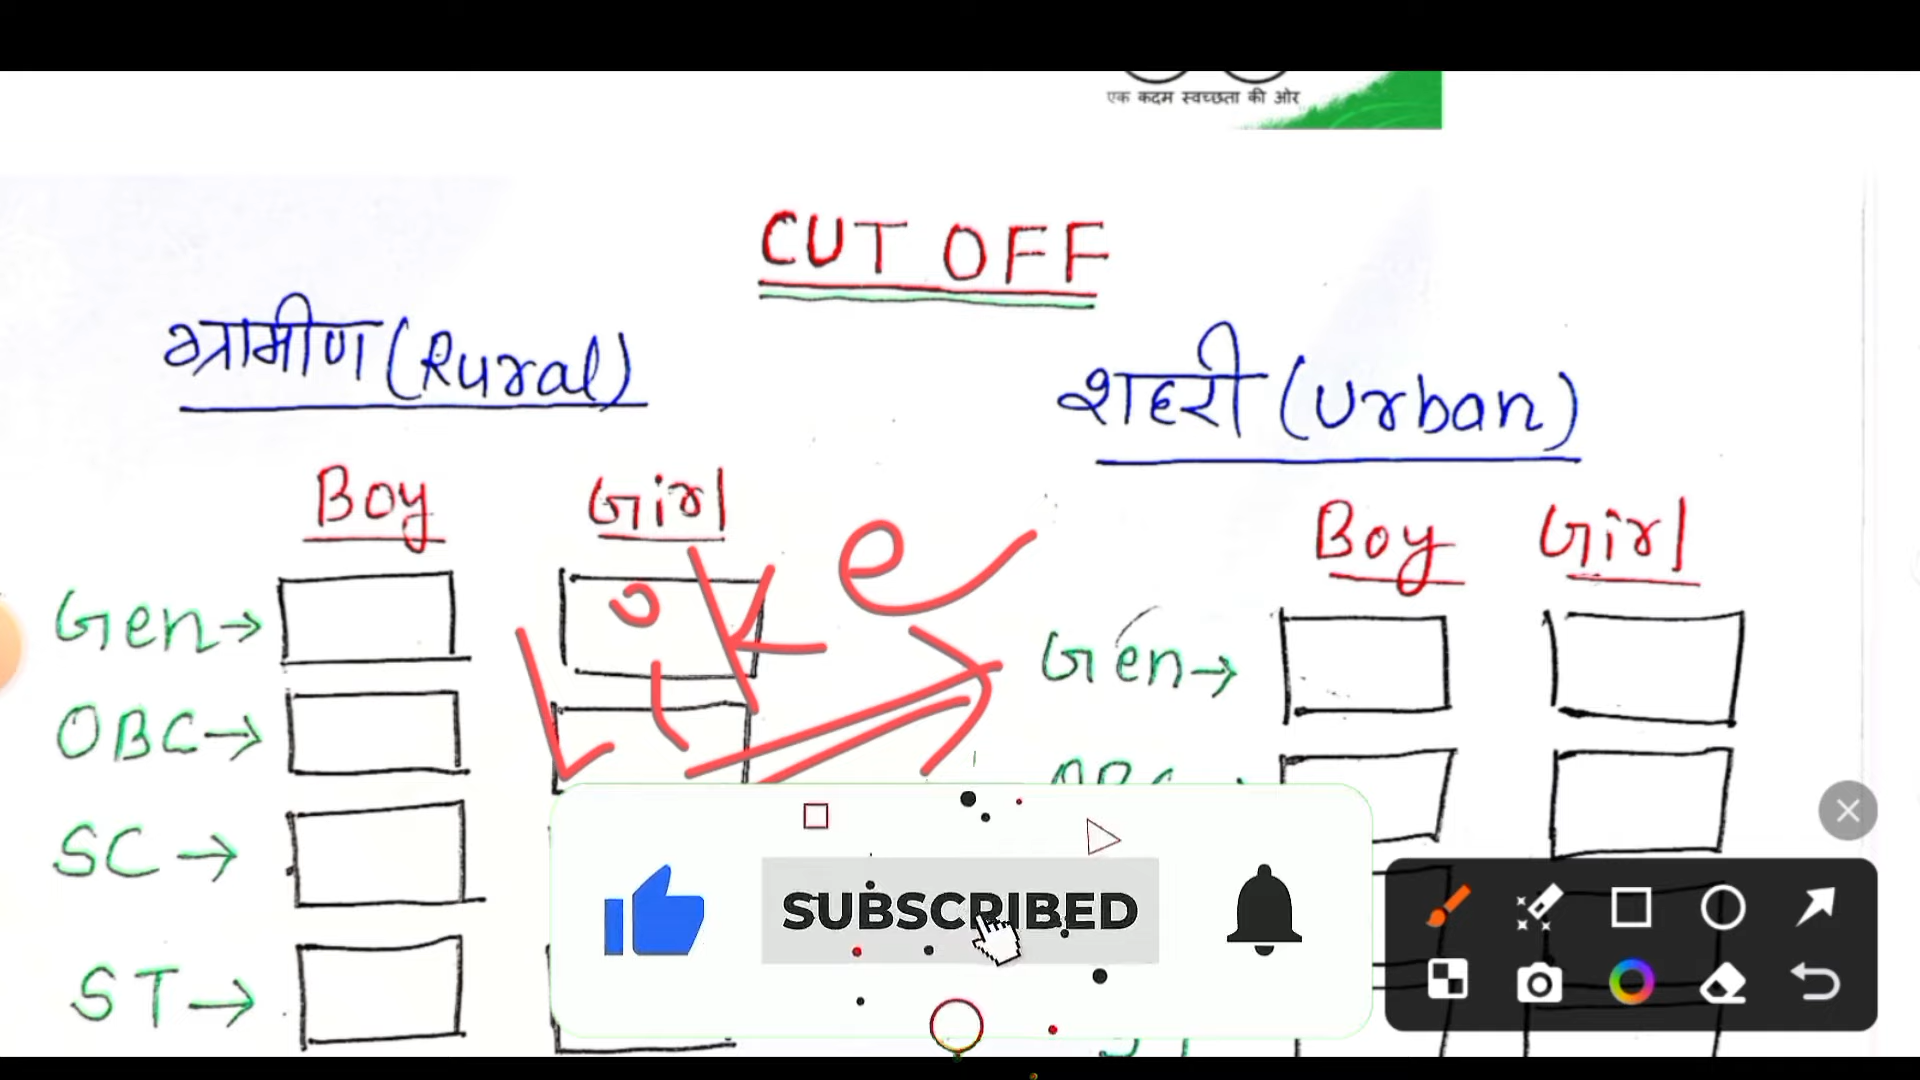 एक कदम स्वच्छता की ओर
CUT OFF
ग्रामीण (Rural)
शहरी (Urban)
Boy Girl
Boy Girl
Gen→
OBC→
SC→
ST→
Gen→
OBC→
Like
SUBSCRIBED